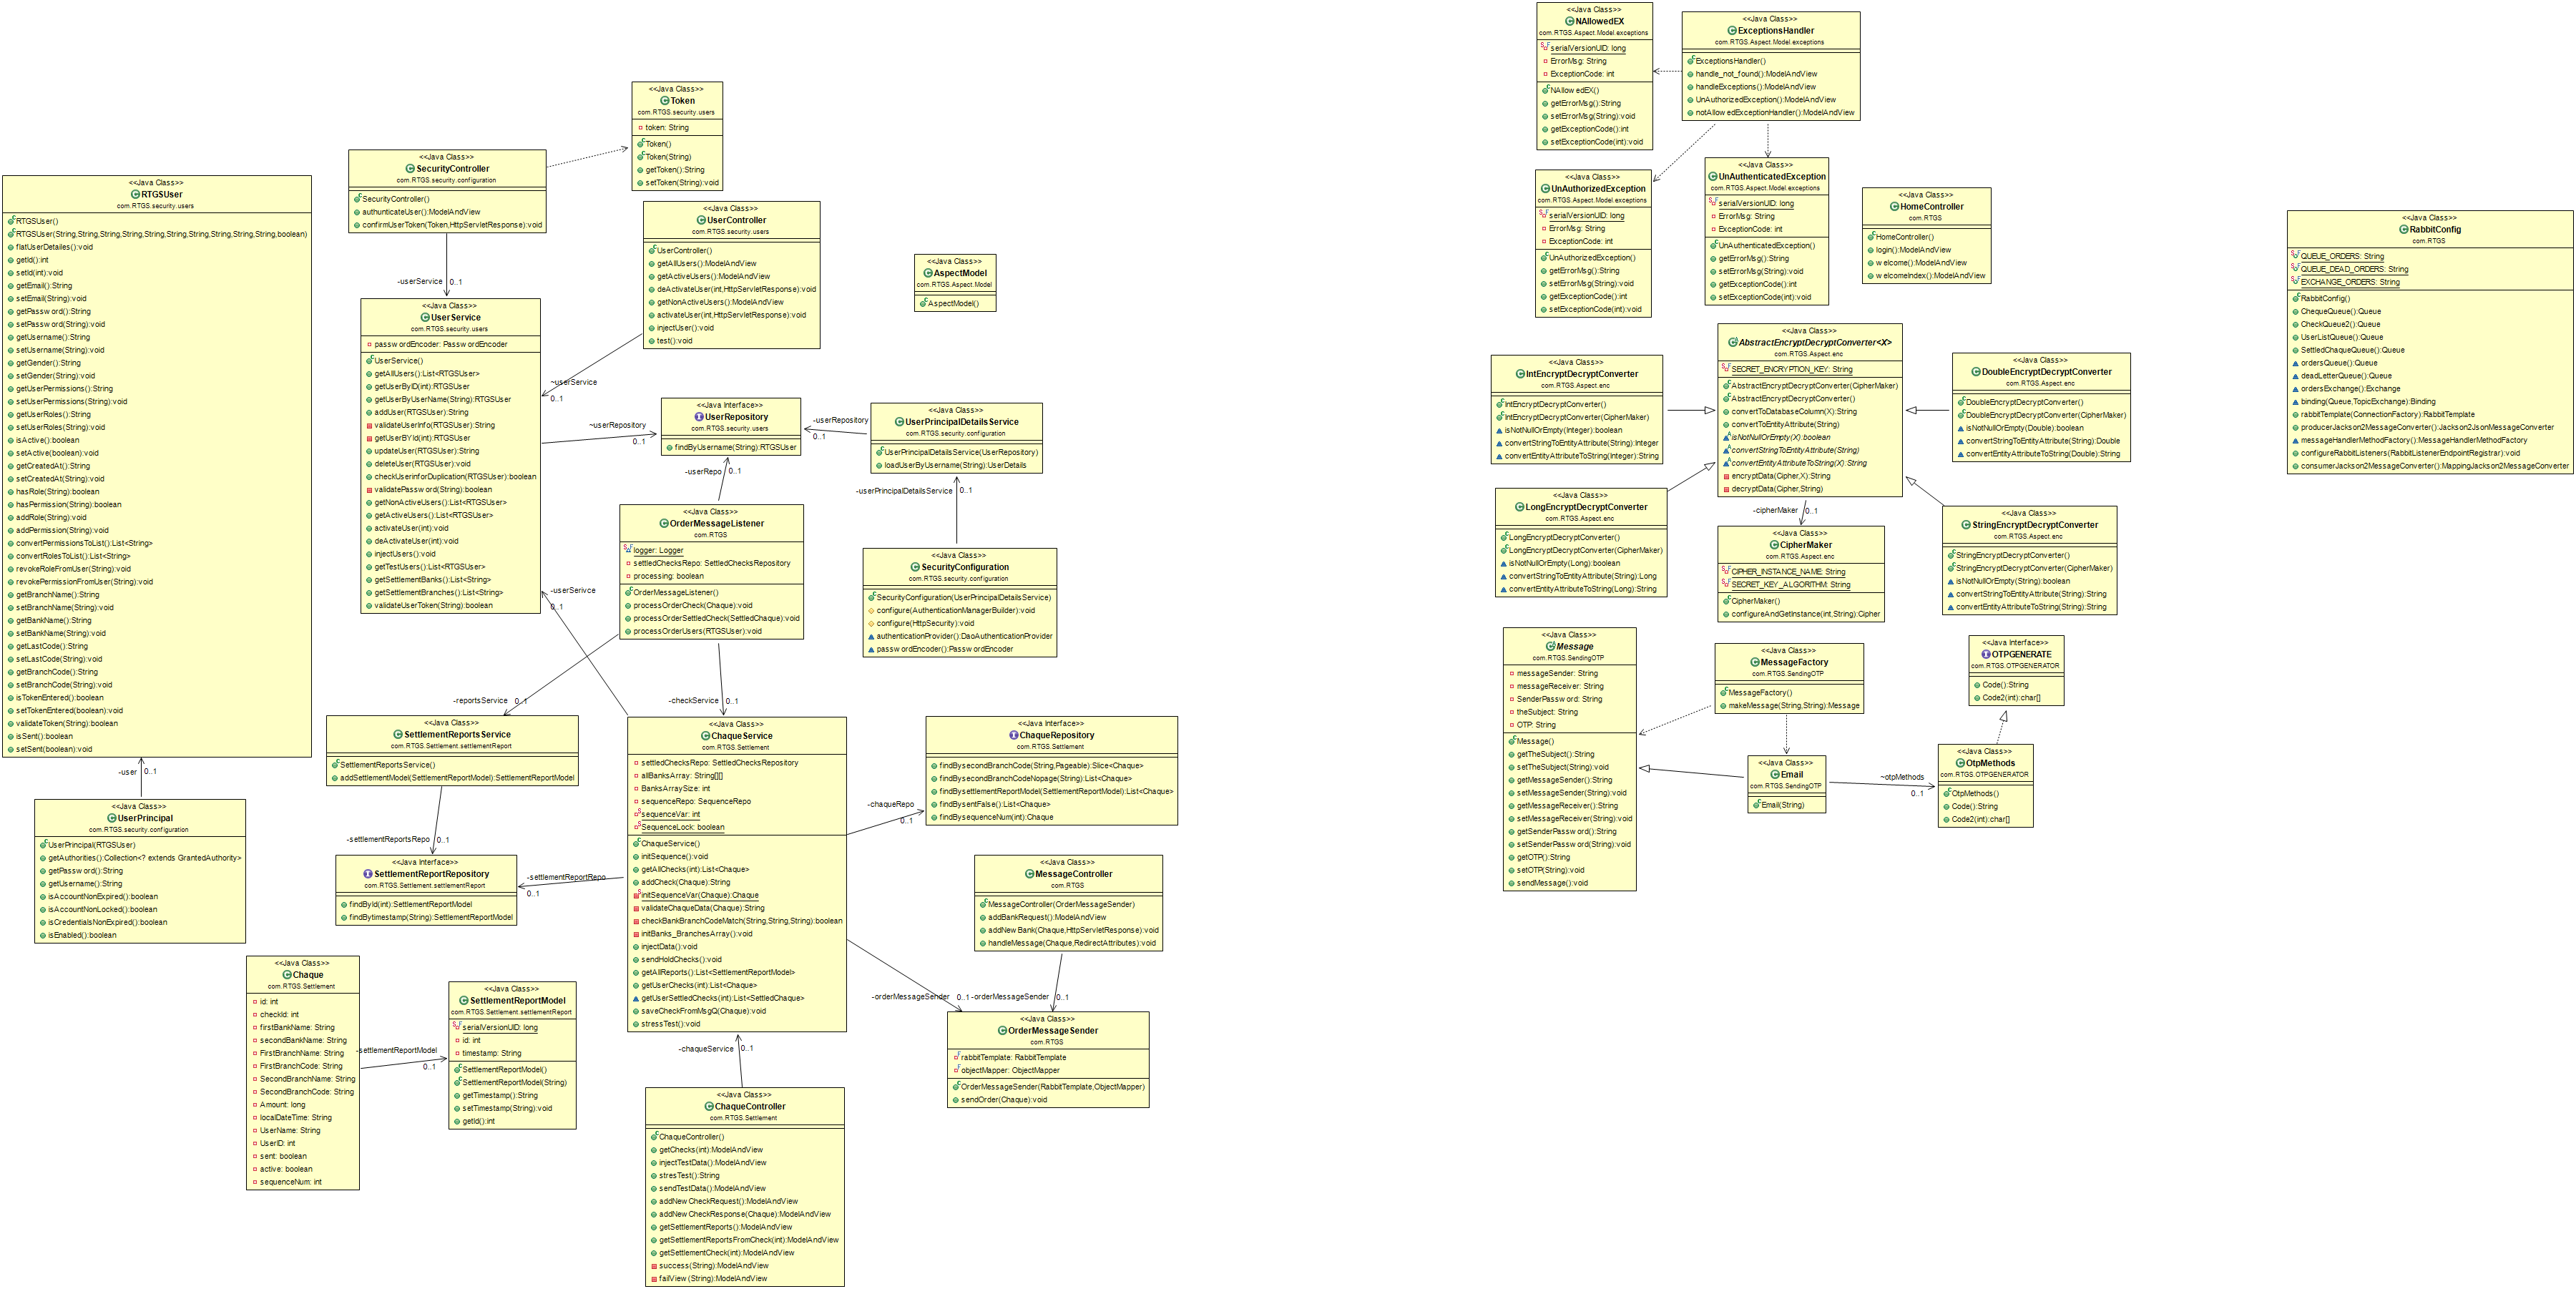 <<Java Class>>
RTGSUser
com.RTGS.security.users
RTGSUser()
RTGSUser(String,String,String,String,String,String,String,String,String,String,boolean)
flatUserDetailes():void
getId():int
setId(int):void
getEmail():String
setEmail(String):void
getPassword():String
setPassword(String):void
getUsername():String
setUsername(String):void
getGender():String
setGender(String):void
getUserPermissions():String
setUserPermissions(String):void
getUserRoles():String
setUserRoles(String):void
isActive():boolean
setActive(boolean):void
getCreatedAt():String
setCreatedAt(String):void
hasRole(String):boolean
hasPermission(String):boolean
addRole(String):void
addPermission(String):void
convertPermissionsToList():List<String>
convertRolesToList():List<String>
revokeRoleFromUser(String):void
revokePermissionFromUser(String):void
getBranchName():String
setBranchName(String):void
getBankName():String
setBankName(String):void
getLastCode():String
setLastCode(String):void
getBranchCode():String
setBranchCode(String):void
isTokenEntered():boolean
setTokenEntered(boolean):void
validateToken(String):boolean
isSent():boolean
setSent(boolean):void
-user 0..1
<<Java Class>>
UserPrincipal
com.RTGS.security.configuration
UserPrincipal(RTGSUser)
getAuthorities():Collection<? extends GrantedAuthority>
getPassword():String
getUsername():String
isAccountNonExpired():boolean
isAccountNonLocked():boolean
isCredentialsNonExpired():boolean
isEnabled():boolean
<<Java Class>>
Chaque
com.RTGS.Settlement
id: int
checkId: int
firstBankName: String
secondBankName: String
FirstBranchName: String
FirstBranchCode: String
SecondBranchName: String
SecondBranchCode: String
Amount: long
localDateTime: String
UserName: String
UserID: int
sent: boolean
active: boolean
sequenceNum: int
-settlementReportModel
0..1
<<Java Class>>
SettlementReportModel
com.RTGS.Settlement.settlementReport
serialVersionUID: long
id: int
timestamp: String
SettlementReportModel()
SettlementReportModel(String)
getTimestamp():String
setTimestamp(String):void
getId():int
<<Java Class>>
SecurityController
com.RTGS.security.configuration
SecurityController()
authunticateUser():ModelAndView
confirmUserToken(Token,HttpServletResponse):void
-userService 0..1
<<Java Class>>
Token
com.RTGS.security.users
token: String
Token()
Token(String)
getToken():String
setToken(String):void
<<Java Class>>
UserController
com.RTGS.security.users
UserController()
getAllUsers():ModelAndView
getActiveUsers():ModelAndView
deActivateUser(int,HttpServletResponse):void
getNonActiveUsers():ModelAndView
activateUser(int,HttpServletResponse):void
injectUser():void
test():void
~userService
0..1
<<Java Class>>
UserService
com.RTGS.security.users
passwordEncoder: PasswordEncoder
UserService()
getAllUsers():List<RTGSUser>
getUserByID(int):RTGSUser
getUserByUserName(String):RTGSUser
addUser(RTGSUser):String
validateUserInfo(RTGSUser):String
getUserBYId(int):RTGSUser
updateUser(RTGSUser):String
deleteUser(RTGSUser):void
checkUserinforDuplication(RTGSUser):boolean
validatePassword(String):boolean
getNonActiveUsers():List<RTGSUser>
getActiveUsers():List<RTGSUser>
activateUser(int):void
deActivateUser(int):void
injectUsers():void
getTestUsers():List<RTGSUser>
getSettlementBanks():List<String>
getSettlementBranches():List<String>
validateUserToken(String):boolean
~userRepository
0..1
<<Java Interface>>
UserRepository
com.RTGS.security.users
findByUsername(String):RTGSUser
-userRepository
0..1
<<Java Class>>
UserPrincipalDetailsService
com.RTGS.security.configuration
UserPrincipalDetailsService(UserRepository)
loadUserByUsername(String):UserDetails
-userPrincipalDetailsService 0..1
<<Java Class>>
SecurityConfiguration
com.RTGS.security.configuration
SecurityConfiguration(UserPrincipalDetailsService)
configure(AuthenticationManagerBuilder):void
configure(HttpSecurity):void
authenticationProvider():DaoAuthenticationProvider
passwordEncoder():PasswordEncoder
<<Java Class>>
AspectModel
com.RTGS.Aspect.Model
AspectModel()
-userRepo 0..1
<<Java Class>>
OrderMessageListener
com.RTGS
logger: Logger
settledChecksRepo: SettledChecksRepository
processing: boolean
OrderMessageListener()
processOrderCheck(Chaque):void
processOrderSettledCheck(SettledChaque):void
processOrderUsers(RTGSUser):void
-userSerivce
0..1
-reportsService 0..1
-checkService 0..1
<<Java Class>>
SettlementReportsService
com.RTGS.Settlement.settlementReport
SettlementReportsService()
addSettlementModel(SettlementReportModel):SettlementReportModel
-settlementReportsRepo 0..1
<<Java Interface>>
SettlementReportRepository
com.RTGS.Settlement.settlementReport
findById(int):SettlementReportModel
findBytimestamp(String):SettlementReportModel
-settlementReportRepo
0..1
<<Java Class>>
ChaqueService
com.RTGS.Settlement
settledChecksRepo: SettledChecksRepository
allBanksArray: String[][]
BanksArraySize: int
sequenceRepo: SequenceRepo
sequenceVar: int
SequenceLock: boolean
ChaqueService()
initSequence():void
getAllChecks(int):List<Chaque>
addCheck(Chaque):String
initSequenceVar(Chaque):Chaque
validateChaqueData(Chaque):String
checkBankBranchCodeMatch(String,String,String):boolean
initBanks_BranchesArray():void
injectData():void
sendHoldChecks():void
getAllReports():List<SettlementReportModel>
getUserChecks(int):List<Chaque>
getUserSettledChecks(int):List<SettledChaque>
saveCheckFromMsgQ(Chaque):void
stressTest():void
-chaqueRepo
0..1
<<Java Interface>>
ChaqueRepository
com.RTGS.Settlement
findBysecondBranchCode(String,Pageable):Slice<Chaque>
findBysecondBranchCodeNopage(String):List<Chaque>
findBysettlementReportModel(SettlementReportModel):List<Chaque>
findBysentFalse():List<Chaque>
findBysequenceNum(int):Chaque
<<Java Class>>
MessageController
com.RTGS
MessageController(OrderMessageSender)
addBankRequest():ModelAndView
addNewBank(Chaque,HttpServletResponse):void
handleMessage(Chaque,RedirectAttributes):void
-orderMessageSender 0..1
-orderMessageSender 0..1
<<Java Class>>
OrderMessageSender
com.RTGS
rabbitTemplate: RabbitTemplate
objectMapper: ObjectMapper
OrderMessageSender(RabbitTemplate,ObjectMapper)
sendOrder(Chaque):void
-chaqueService 0..1
<<Java Class>>
ChaqueController
com.RTGS.Settlement
ChaqueController()
getChecks(int):ModelAndView
injectTestData():ModelAndView
stresTest():String
sendTestData():ModelAndView
addNewCheckRequest():ModelAndView
addNewCheckResponse(Chaque):ModelAndView
getSettlementReports():ModelAndView
getSettlementReportsFromCheck(int):ModelAndView
getSettlementCheck(int):ModelAndView
success(String):ModelAndView
failView(String):ModelAndView
<<Java Class>>
NAllowedEX
com.RTGS.Aspect.Model.exceptions
serialVersionUID: long
ErrorMsg: String
ExceptionCode: int
NAllowedEX()
getErrorMsg():String
setErrorMsg(String):void
getExceptionCode():int
setExceptionCode(int):void
<<Java Class>>
ExceptionsHandler
com.RTGS.Aspect.Model.exceptions
ExceptionsHandler()
handle_not_found():ModelAndView
handleExceptions():ModelAndView
UnAuthorizedException():ModelAndView
notAllowedExceptionHandler():ModelAndView
<<Java Class>>
UnAuthorizedException
com.RTGS.Aspect.Model.exceptions
serialVersionUID: long
ErrorMsg: String
ExceptionCode: int
UnAuthorizedException()
getErrorMsg():String
setErrorMsg(String):void
getExceptionCode():int
setExceptionCode(int):void
<<Java Class>>
UnAuthenticatedException
com.RTGS.Aspect.Model.exceptions
serialVersionUID: long
ErrorMsg: String
ExceptionCode: int
UnAuthenticatedException()
getErrorMsg():String
setErrorMsg(String):void
getExceptionCode():int
setExceptionCode(int):void
<<Java Class>>
HomeController
com.RTGS
HomeController()
login():ModelAndView
welcome():ModelAndView
welcomeIndex():ModelAndView
<<Java Class>>
IntEncryptDecryptConverter
com.RTGS.Aspect.enc
IntEncryptDecryptConverter()
IntEncryptDecryptConverter(CipherMaker)
isNotNullOrEmpty(Integer):boolean
convertStringToEntityAttribute(String):Integer
convertEntityAttributeToString(Integer):String
<<Java Class>>
AbstractEncryptDecryptConverter<X>
com.RTGS.Aspect.enc
SECRET_ENCRYPTION_KEY: String
AbstractEncryptDecryptConverter(CipherMaker)
AbstractEncryptDecryptConverter()
convertToDatabaseColumn(X):String
convertToEntityAttribute(String)
isNotNullOrEmpty(X):boolean
convertStringToEntityAttribute(String)
convertEntityAttributeToString(X):String
encryptData(Cipher,X):String
decryptData(Cipher,String)
<<Java Class>>
DoubleEncryptDecryptConverter
com.RTGS.Aspect.enc
DoubleEncryptDecryptConverter()
DoubleEncryptDecryptConverter(CipherMaker)
isNotNullOrEmpty(Double):boolean
convertStringToEntityAttribute(String):Double
convertEntityAttributeToString(Double):String
<<Java Class>>
LongEncryptDecryptConverter
com.RTGS.Aspect.enc
LongEncryptDecryptConverter()
LongEncryptDecryptConverter(CipherMaker)
isNotNullOrEmpty(Long):boolean
convertStringToEntityAttribute(String):Long
convertEntityAttributeToString(Long):String
-cipherMaker 0..1
<<Java Class>>
CipherMaker
com.RTGS.Aspect.enc
CIPHER_INSTANCE_NAME: String
SECRET_KEY_ALGORITHM: String
CipherMaker()
configureAndGetInstance(int,String):Cipher
<<Java Class>>
StringEncryptDecryptConverter
com.RTGS.Aspect.enc
StringEncryptDecryptConverter()
StringEncryptDecryptConverter(CipherMaker)
isNotNullOrEmpty(String):boolean
convertStringToEntityAttribute(String):String
convertEntityAttributeToString(String):String
<<Java Class>>
Message
com.RTGS.SendingOTP
messageSender: String
messageReceiver: String
SenderPassword: String
theSubject: String
OTP: String
Message()
getTheSubject():String
setTheSubject(String):void
getMessageSender():String
setMessageSender(String):void
getMessageReceiver():String
setMessageReceiver(String):void
getSenderPassword():String
setSenderPassword(String):void
getOTP():String
setOTP(String):void
sendMessage():void
<<Java Class>>
MessageFactory
com.RTGS.SendingOTP
MessageFactory()
makeMessage(String,String):Message
<<Java Class>>
Email
com.RTGS.SendingOTP
Email(String)
~otpMethods
0..1
<<Java Interface>>
OTPGENERATE
com.RTGS.OTPGENERATOR
Code():String
Code2(int):char[]
<<Java Class>>
OtpMethods
com.RTGS.OTPGENERATOR
OtpMethods()
Code():String
Code2(int):char[]
<<Java Class>>
RabbitConfig
com.RTGS
QUEUE_ORDERS: String
QUEUE_DEAD_ORDERS: String
EXCHANGE_ORDERS: String
RabbitConfig()
ChequeQueue():Queue
CheckQueue2():Queue
UserListQueue():Queue
SettledChaqueQueue():Queue
ordersQueue():Queue
deadLetterQueue():Queue
ordersExchange():Exchange
binding(Queue,TopicExchange):Binding
rabbitTemplate(ConnectionFactory):RabbitTemplate
producerJackson2MessageConverter():Jackson2JsonMessageConverter
messageHandlerMethodFactory():MessageHandlerMethodFactory
configureRabbitListeners(RabbitListenerEndpointRegistrar):void
consumerJackson2MessageConverter():MappingJackson2MessageConverter